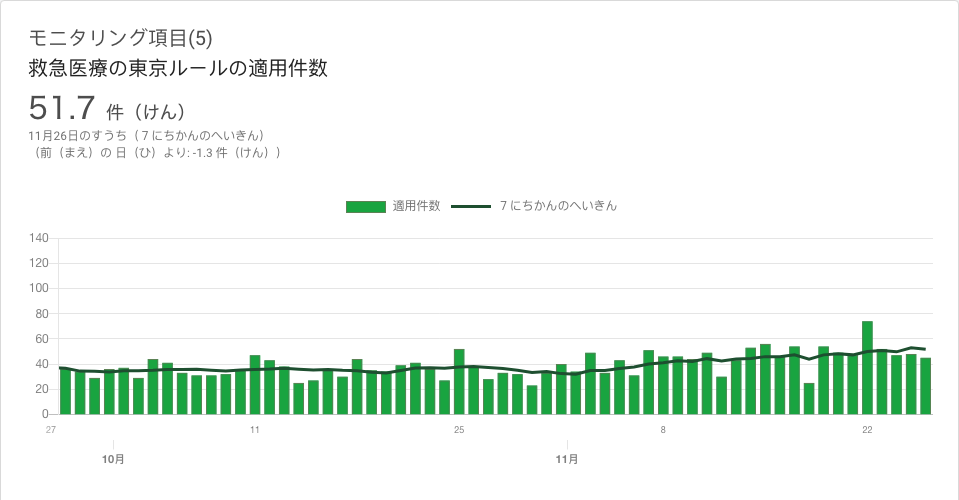 モニタリング項目(5)
救急医療の東京ルールの適用件数
51.7 件（けん）
11月26日のすうち（７にちかんのへいきん）
（前（まえ）の 日（ひ）より: -1.3 件（けん））
適用件数 ７にちかんのへいきん
140
120
100
80
60
40
20
0
27 11 25 8 22
10月 11月